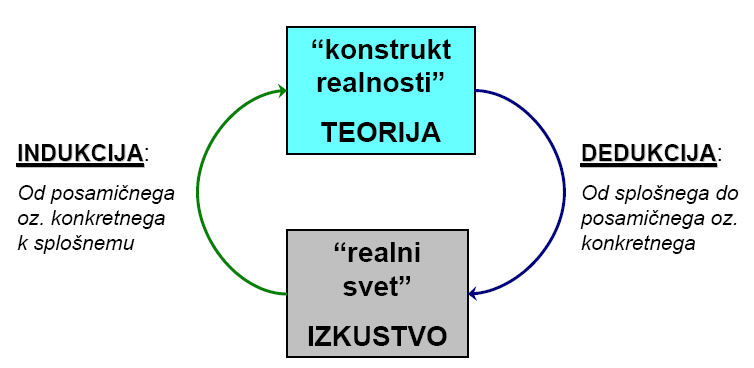 “konstrukt
realnosti”
TEORIJA
INDUKCIJA:
Od posamičnega
oz. konkretnega
k splošnemu
DEDUKCIJA:
Od splošnega do
posamičnega oz.
konkretnega
“realni
svet”
IZKUSTVO